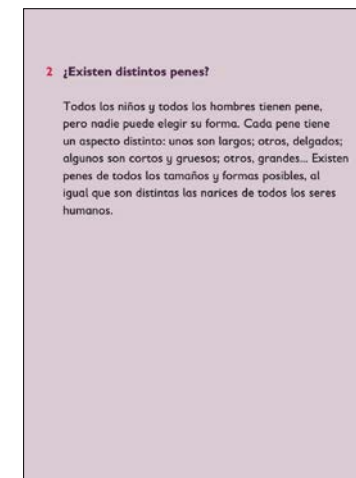 2 ¿Existen distintos penes?
Todos los niños y todos los hombres tienen pene,
pero nadie puede elegir su forma. Cada pene tiene
un aspecto distinto: unos son largos; otros, delgados;
algunos son cortos y gruesos; otros, grandes... Existen
penes de todos los tamaños y formas posibles, al
igual que son distintas las narices de todos los seres
humanos.